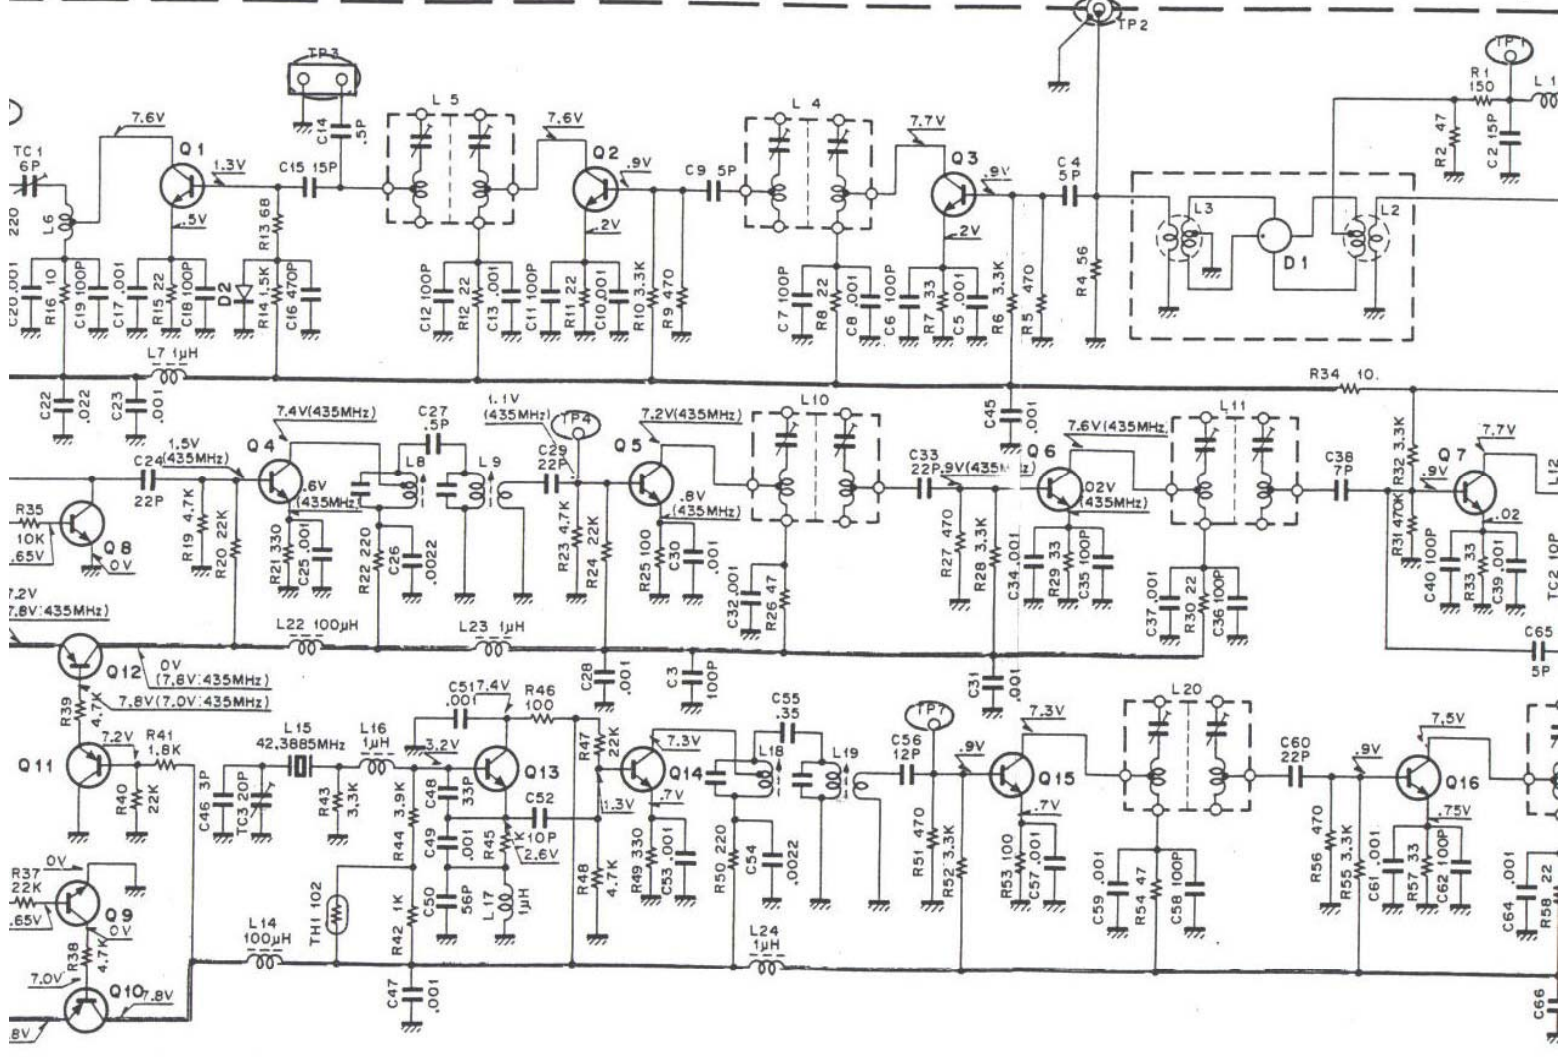 TP3
TP2
TP1
R1
150
L 1
7.6V
L 5
7.6V
L 4
7.7V
C14
.5P
R2 47
C2 15P
TC1
6P
Q1
1.3V
C15 15P
Q2
.9V
C9 5P
Q3
.9V
C4
5P
L6
220
.5V
R13 68
.2V
.2V
R4 56
L3
L2
D1
C20.001
R16 10
C19 100P
C17 .001
R15 22
C18 100P
D2
R14 1.5K
C16 470P
C12 100P
R12 22
C13 .001
C11 100P
R11 22
C10.001
R10 3.3K
R9 470
C7 100P
R8 22
C8 .001
C6 100P
R7 33
C5 .001
R6 3.3K
R5 470
L7 1μH
R34 10.
C22
.022
C23
.001
7.4V(435MHz)
C27
.5P
1.1V
(435MHz)
TP4
7.2V(435MHz)
L10
C45
.001
7.6V(435MHz)
L11
7.7V
1.5V
(435MHz)
Q4
C24
22P
L8
L9
C29
22P
Q5
C33
22P
.9V(435MHz)
Q6
C38
7P
R32 3.3K
.9V
Q7
L12
.6V
(435MHz)
.8V
(435MHz)
.02V
(435MHz)
.02
R35
10K
.65V
Q8
0V
R19 4.7K
R20 22K
R21 330
C25 .001
R22 220
C26
.0022
R23 4.7K
R24 22K
R25 100
C30
.001
C32.001
R26 47
R27 470
R28 3.3K
C34.001
R29 33
C35 100P
C37 .001
R30 22
C36 100P
R31 470K
C40 100P
R33 33
C39 .001
TC2 10P
7.2V
7.8V:435MHz)
L22 100μH
L23 1μH
C65
5P
Q12
0V
(7.8V:435MHz)
7.8V(7.0V:435MHz)
R39
4.7K
C28
.001
C3
100P
C31
.001
C51
.001
7.4V
R46
100
C55
.35
TP7
7.3V
L20
7.5V
Q11
7.2V
R41
1.8K
L15
42.3885MHz
L16
1μH
3.2V
Q13
R47
22K
7.3V
Q14
L18
L19
C56
12P
.9V
Q15
C60
22P
.9V
Q16
R40
22K
C46 3P
TC3 20P
R43
3.3K
R44 3.9K
C48
33P
C52
10P
1.3V
.7V
.7V
.75V
C49
.001
R45
1K
2.6V
R48
4.7K
R49 330
C53 .001
R50 220
C54
.0022
R51 470
R52 3.3K
R53 100
C57 .001
C59 .001
R54 47
C58 100P
R56 470
R55 3.3K
C61 .001
R57 33
C62 100P
C64 .001
R58 22
0V
R37
22K
.65V
Q9
0V
R38
4.7K
TH1 102
R42 1K
C50
56P
L17
1μH
L14
100μH
L24
1μH
7.0V
Q10
7.8V
C47
.001
C66
.8V